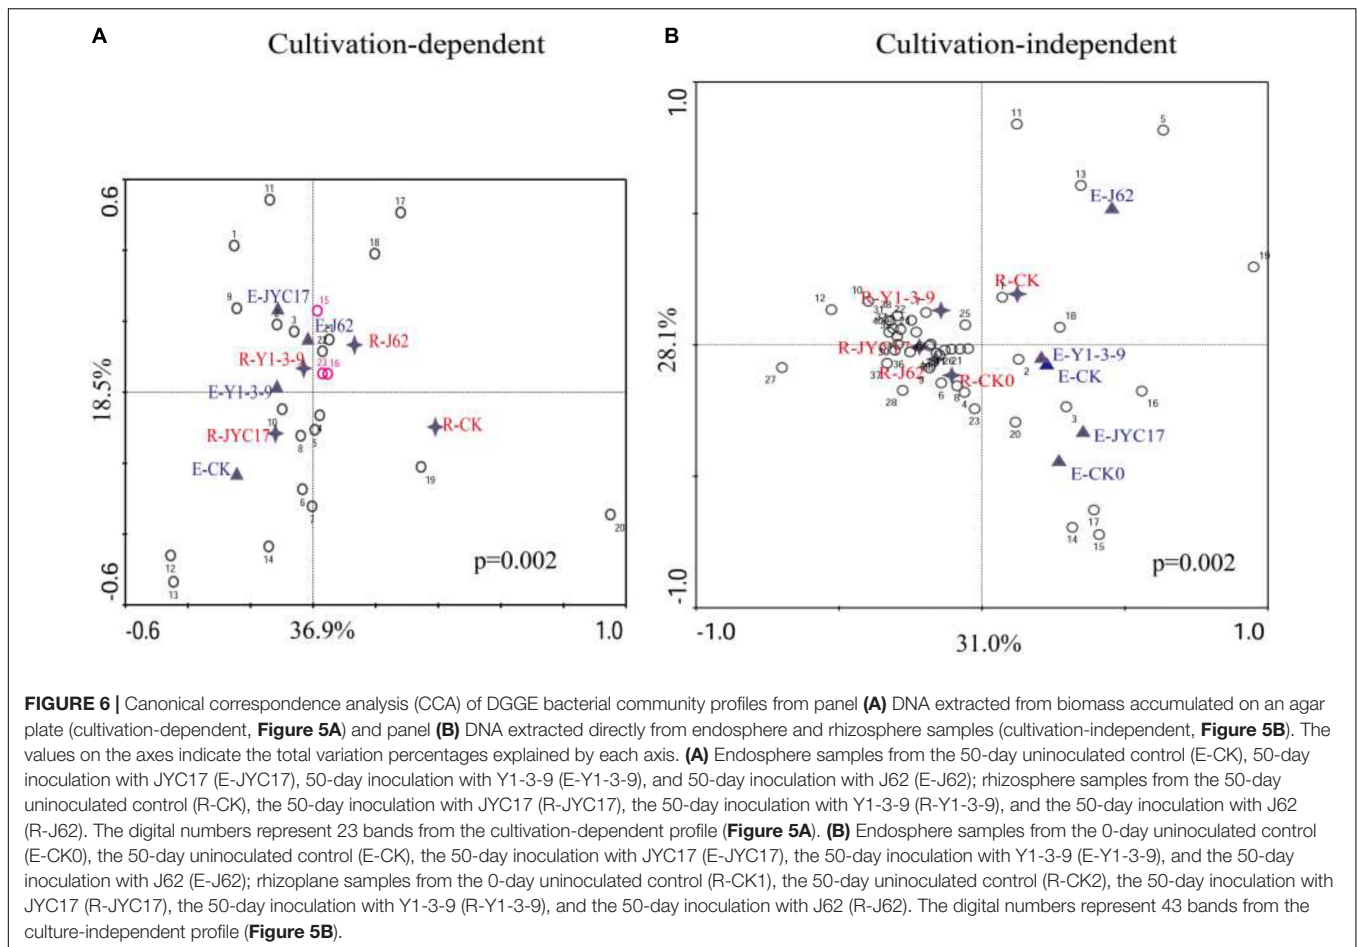 A
Cultivation-dependent
0.6
18.5%
-0.6
11
17
1
18
9
E-JYC17
15
2
3
E-J62
21
22
R-J62
R-Y1-3-9
23
16
E-Y1-3-9
10
4
R-JYC17
8
5
R-CK
E-CK
19
6
7
20
14
12
13
p=0.002
-0.6
36.9%
1.0
B
Cultivation-independent
1.0
28.1%
-1.0
11
5
13
E-J62
19
R-CK
1
10
R-Y1-3-9
12
38
31
22
7
25
18
R-JYC17
E-Y1-3-9
E-CK
2
26
21
36
37
R-J62
R-CK0
27
9
6
8
4
28
23
3
16
20
E-JYC17
E-CK0
17
14
15
p=0.002
-1.0
31.0%
1.0
FIGURE 6 | Canonical correspondence analysis (CCA) of DGGE bacterial community profiles from panel (A) DNA extracted from biomass accumulated on an agar
plate (cultivation-dependent, Figure 5A) and panel (B) DNA extracted directly from endosphere and rhizosphere samples (cultivation-independent, Figure 5B). The
values on the axes indicate the total variation percentages explained by each axis. (A) Endosphere samples from the 50-day uninoculated control (E-CK), 50-day
inoculation with JYC17 (E-JYC17), 50-day inoculation with Y1-3-9 (E-Y1-3-9), and 50-day inoculation with J62 (E-J62); rhizosphere samples from the 50-day
uninoculated control (R-CK), the 50-day inoculation with JYC17 (R-JYC17), the 50-day inoculation with Y1-3-9 (R-Y1-3-9), and the 50-day inoculation with J62
(R-J62). The digital numbers represent 23 bands from the cultivation-dependent profile (Figure 5A). (B) Endosphere samples from the 0-day uninoculated control
(E-CK0), the 50-day uninoculated control (E-CK), the 50-day inoculation with JYC17 (E-JYC17), the 50-day inoculation with Y1-3-9 (E-Y1-3-9), and the 50-day
inoculation with J62 (E-J62); rhizoplane samples from the 0-day uninoculated control (R-CK1), the 50-day uninoculated control (R-CK2), the 50-day inoculation with
JYC17 (R-JYC17), the 50-day inoculation with Y1-3-9 (R-Y1-3-9), and the 50-day inoculation with J62 (R-J62). The digital numbers represent 43 bands from the
culture-independent profile (Figure 5B).